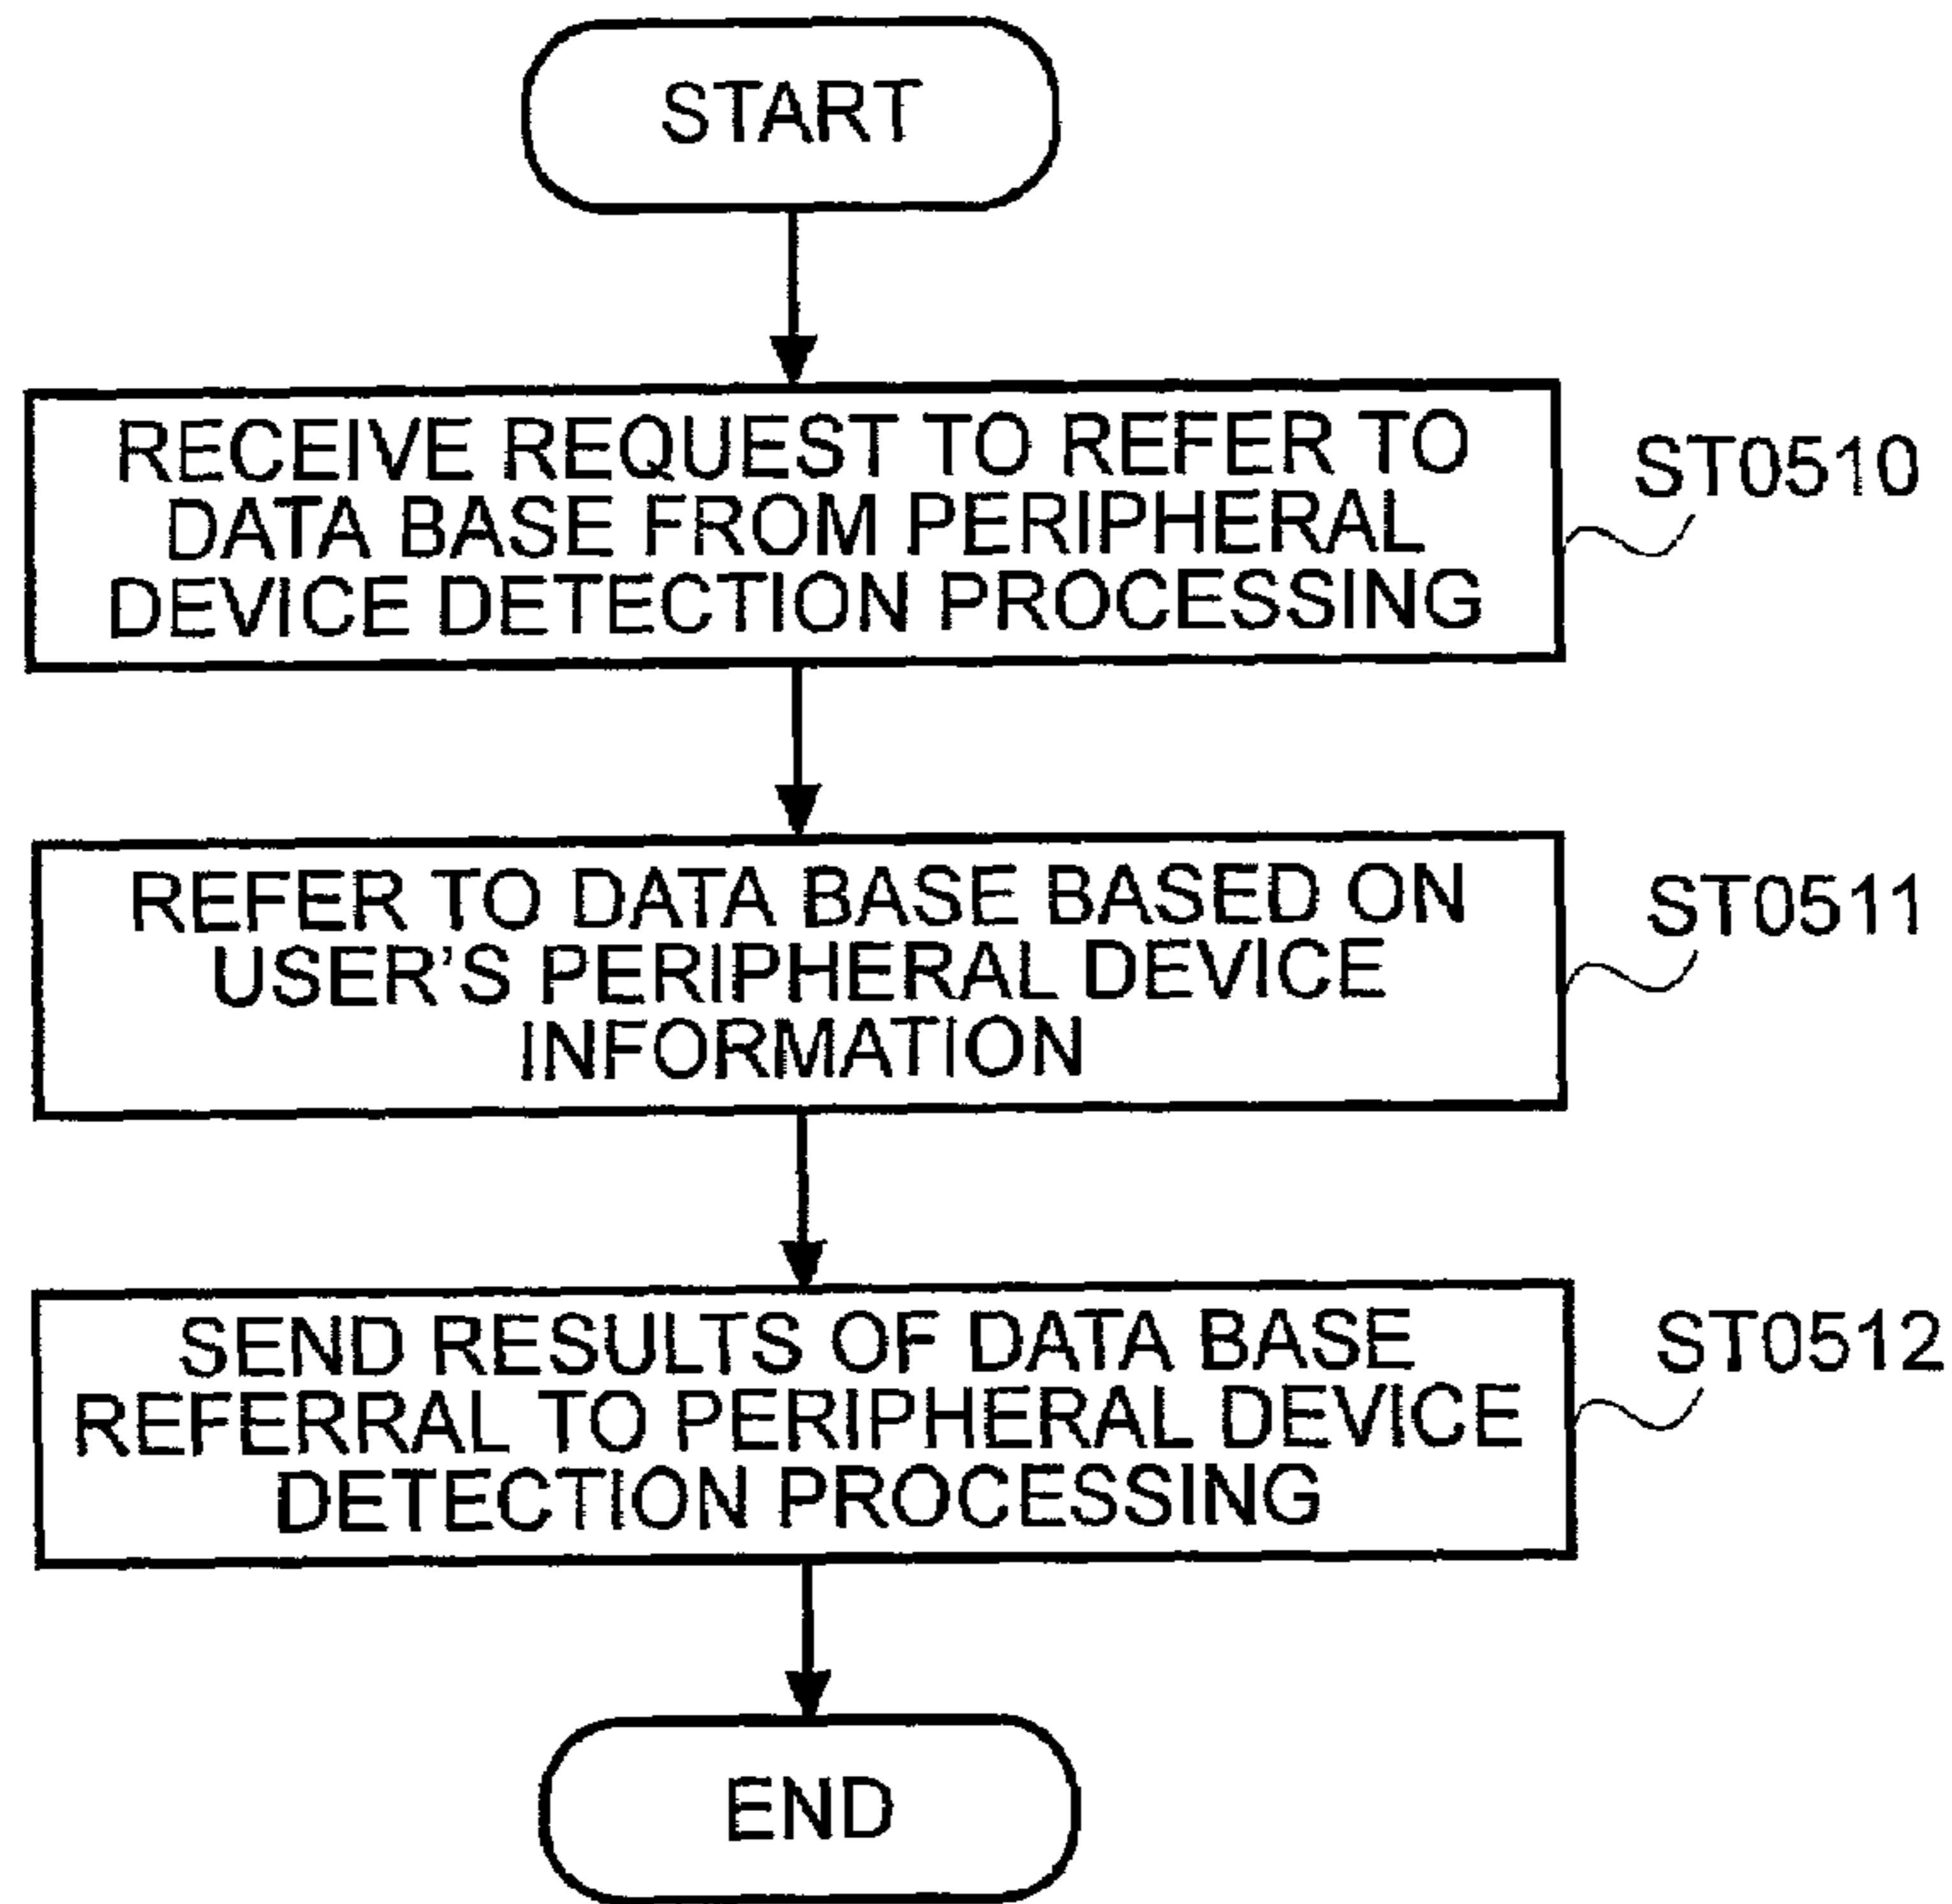 START
RECEIVE REQUEST TO REFER TO
DATA BASE FROM PERIPHERAL
DEVICE DETECTION PROCESSING
ST0510
REFER TO DATA BASE BASED ON
USER'S PERIPHERAL DEVICE
INFORMATION
ST0511
SEND RESULTS OF DATA BASE
REFERRAL TO PERIPHERAL DEVICE
DETECTION PROCESSING
ST0512
END